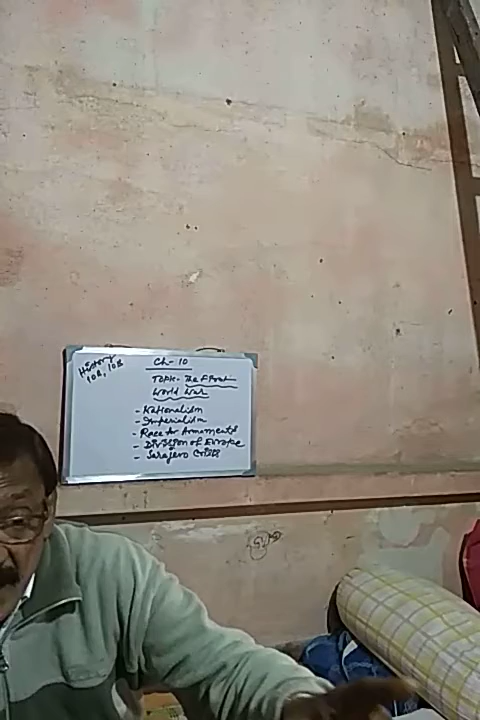 History
10A, 10B
Ch - 10
Topic - The First
World War
- Nationalism
- Imperialism
- Race for Armaments
- Division of Europe
- Sarajevo Crisis